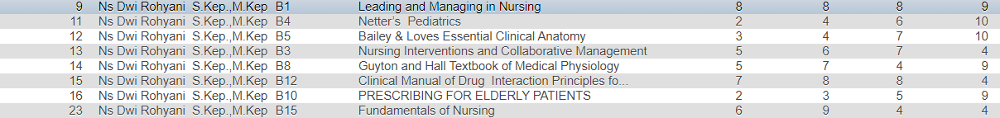 9 Ns Dwi Rohyani S.Kep.,M.Kep B1 Leading and Managing in Nursing 8 8 8 9
11 Ns Dwi Rohyani S.Kep.,M.Kep B4 Netter's Pediatrics 2 4 6 10
12 Ns Dwi Rohyani S.Kep.,M.Kep B5 Bailey & Loves Essential Clinical Anatomy 3 4 7 10
13 Ns Dwi Rohyani S.Kep.,M.Kep B3 Nursing Interventions and Collaborative Management 5 6 7 4
14 Ns Dwi Rohyani S.Kep.,M.Kep B8 Guyton and Hall Textbook of Medical Physiology 5 7 4 9
15 Ns Dwi Rohyani S.Kep.,M.Kep B12 Clinical Manual of Drug Interaction Principles fo... 7 8 8 4
16 Ns Dwi Rohyani S.Kep.,M.Kep B10 PRESCRIBING FOR ELDERLY PATIENTS 2 3 5 9
23 Ns Dwi Rohyani S.Kep.,M.Kep B15 Fundamentals of Nursing 6 9 4 4